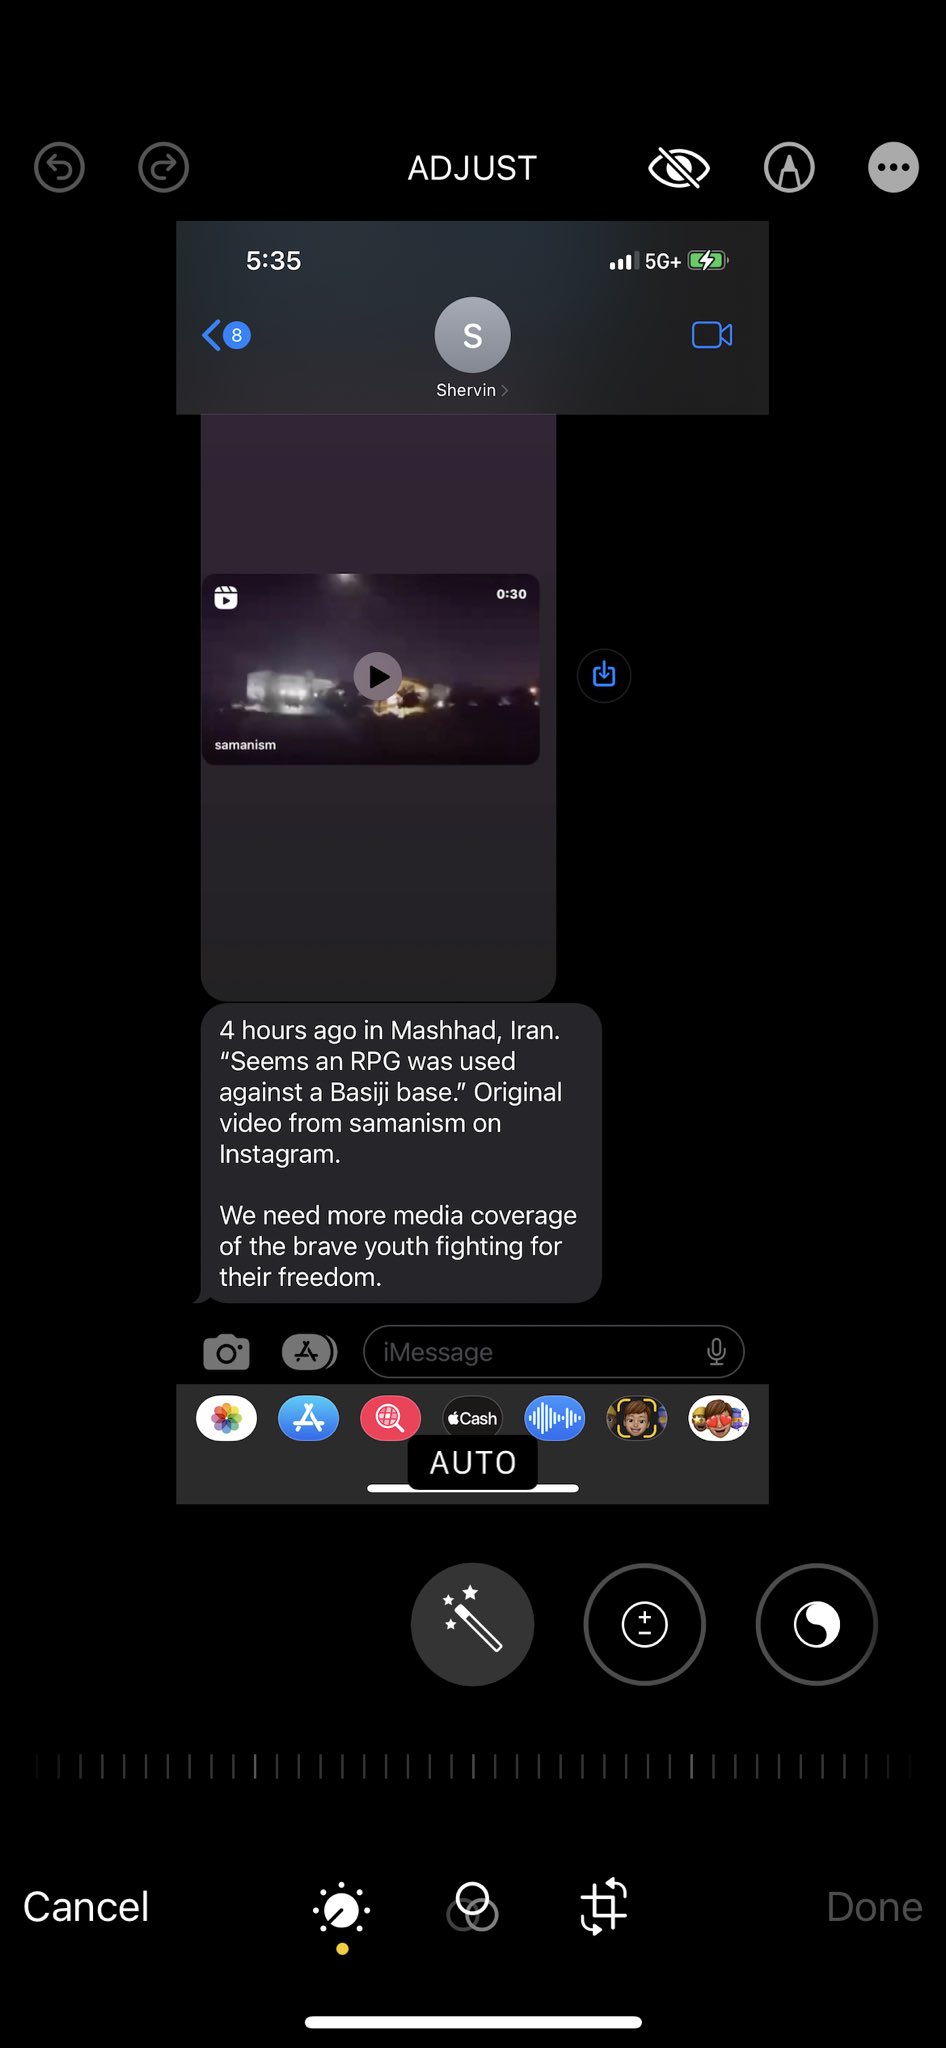 ADJUST
5:35
5G+
8
S
Shervin
0:30
samanism
4 hours ago in Mashhad, Iran.
“Seems an RPG was used
against a Basiji base.” Original
video from samanism on
Instagram.
We need more media coverage
of the brave youth fighting for
their freedom.
iMessage
Cash
AUTO
Cancel
Done